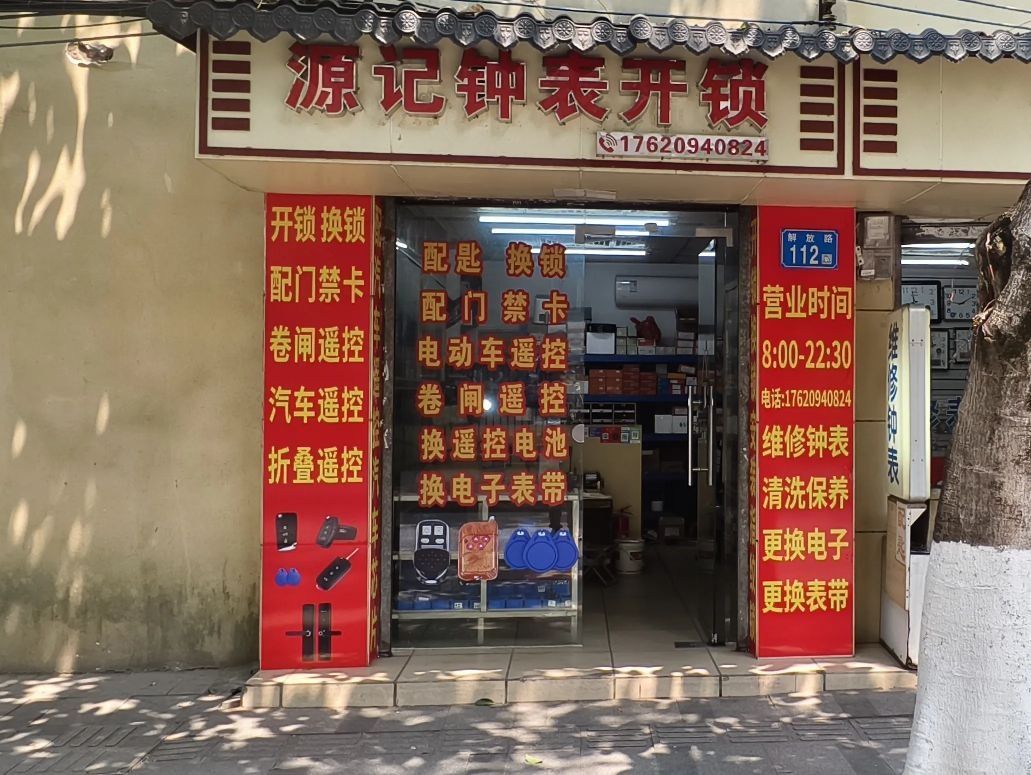 源记钟表开锁
17620940824
开锁 换锁
配门禁卡
卷闸遥控
汽车遥控
折叠遥控
配匙 换锁
配门禁卡
电动车遥控
卷闸遥控
换遥控电池
换电子表带
解放路
112
营业时间
8:00-22:30
电话:17620940824
维修钟表
清洗保养
更换电子
更换表带
维修钟表